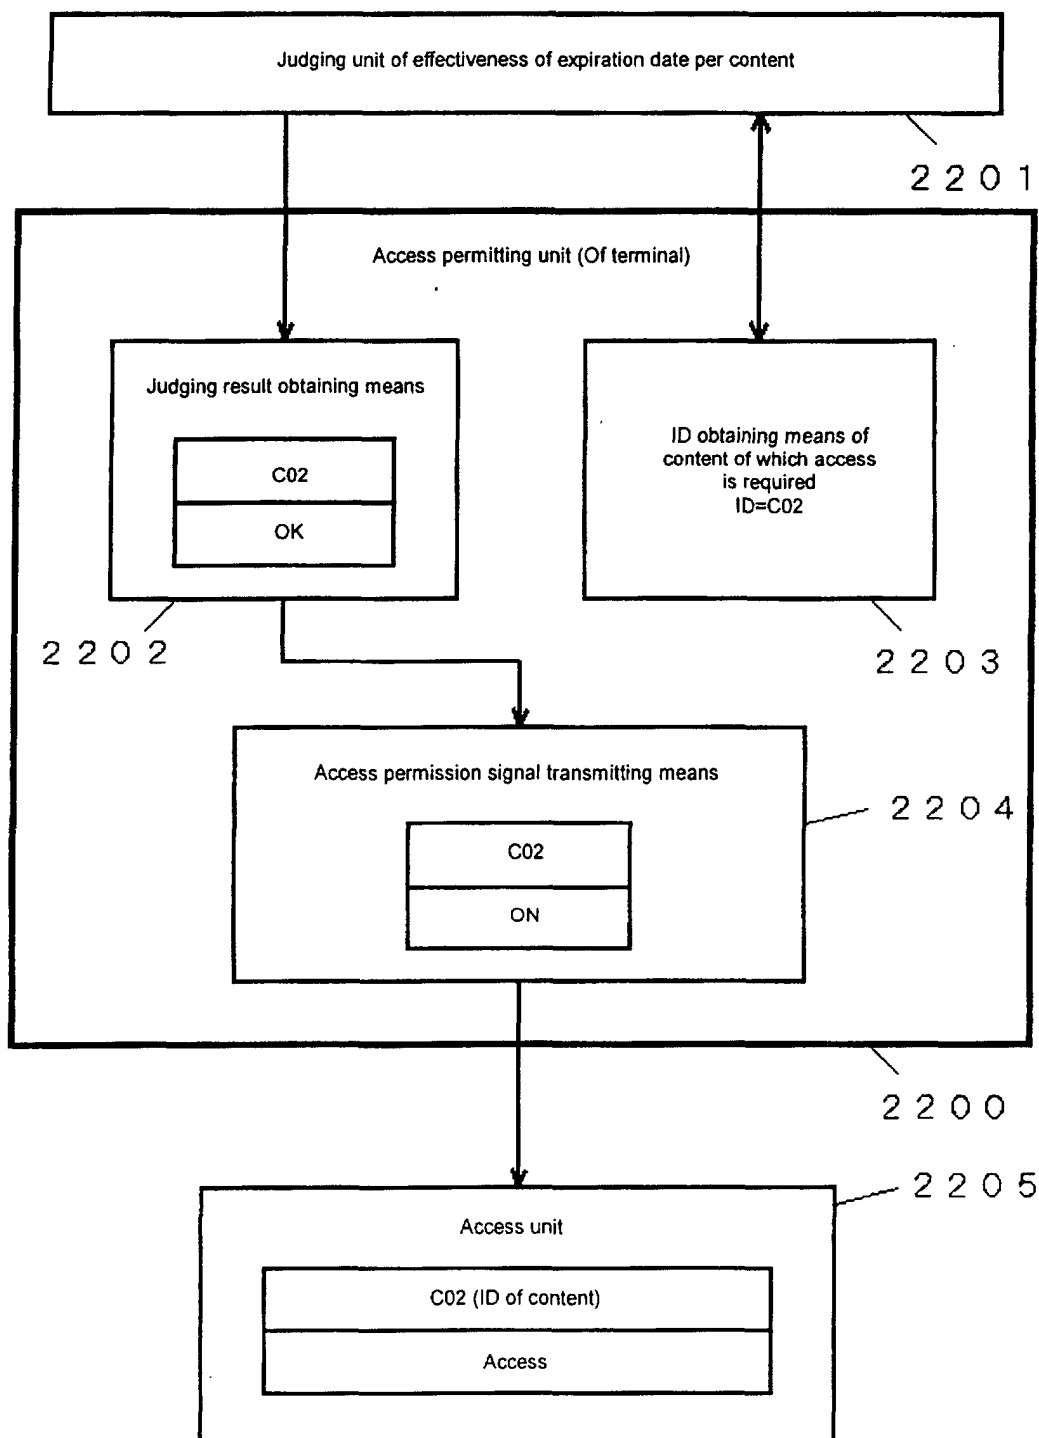 Judging unit of effectiveness of expiration date per content
2201
Access permitting unit (Of terminal)
Judging result obtaining means
C02
OK
ID obtaining means of
content of which access
is required
ID=C02
2202
2203
Access permission signal transmitting means
2204
C02
ON
2200
2205
Access unit
C02 (ID of content)
Access